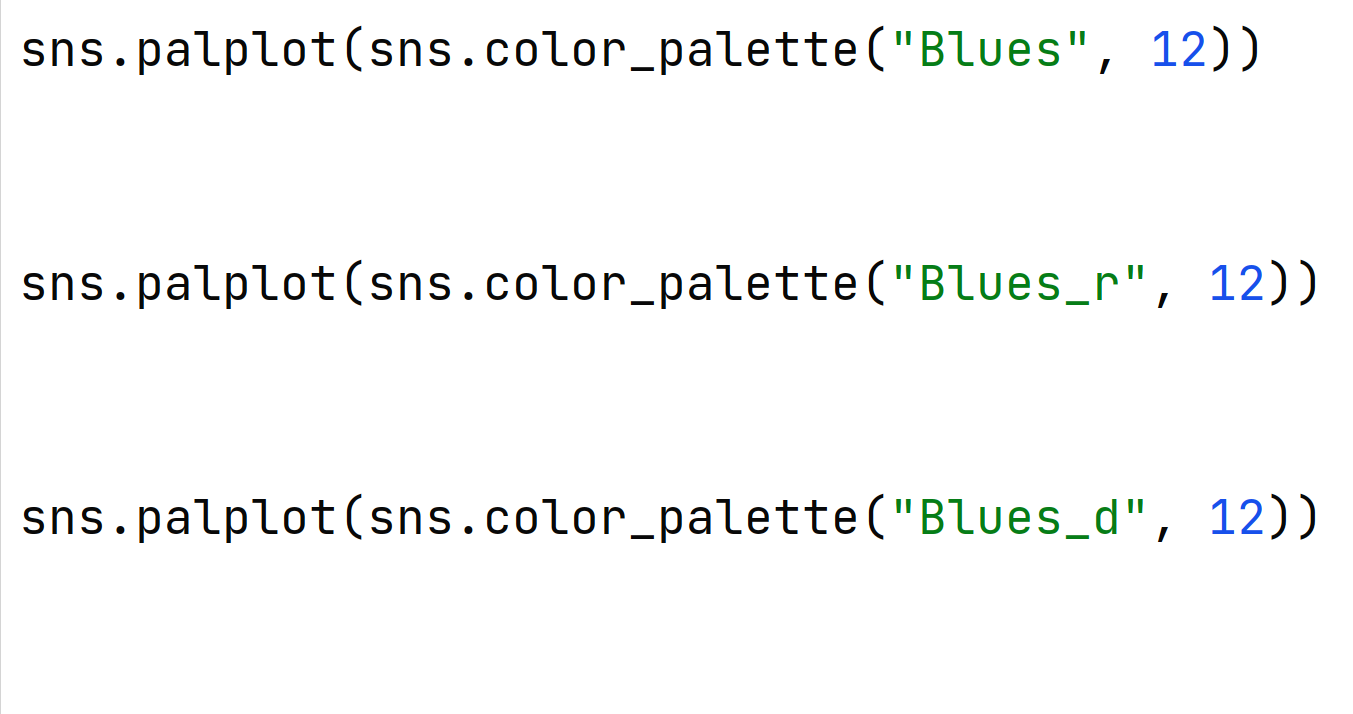 sns.palplot(sns.color_palette("Blues", 12))
sns.palplot(sns.color_palette("Blues_r", 12))
sns.palplot(sns.color_palette("Blues_d", 12))